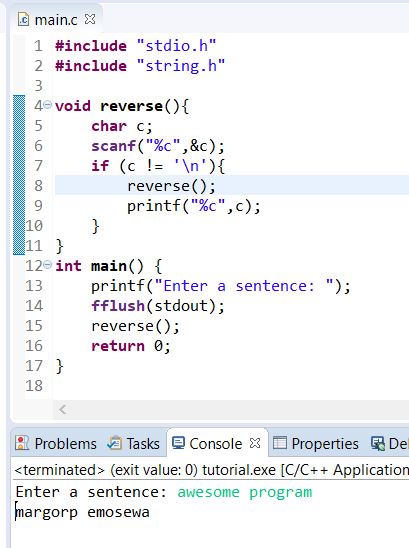 main.c
1 #include "stdio.h"
2 #include "string.h"
3
4 void reverse(){
5     char c;
6     scanf("%c",&c);
7     if (c != '\n'){
8         reverse();
9         printf("%c",c);
10     }
11 }
12 int main() {
13     printf("Enter a sentence: ");
14     fflush(stdout);
15     reverse();
16     return 0;
17 }
18
Problems Tasks Console Properties De
<terminated> (exit value: 0) tutorial.exe [C/C++ Application
Enter a sentence: awesome program
margorp emosewa